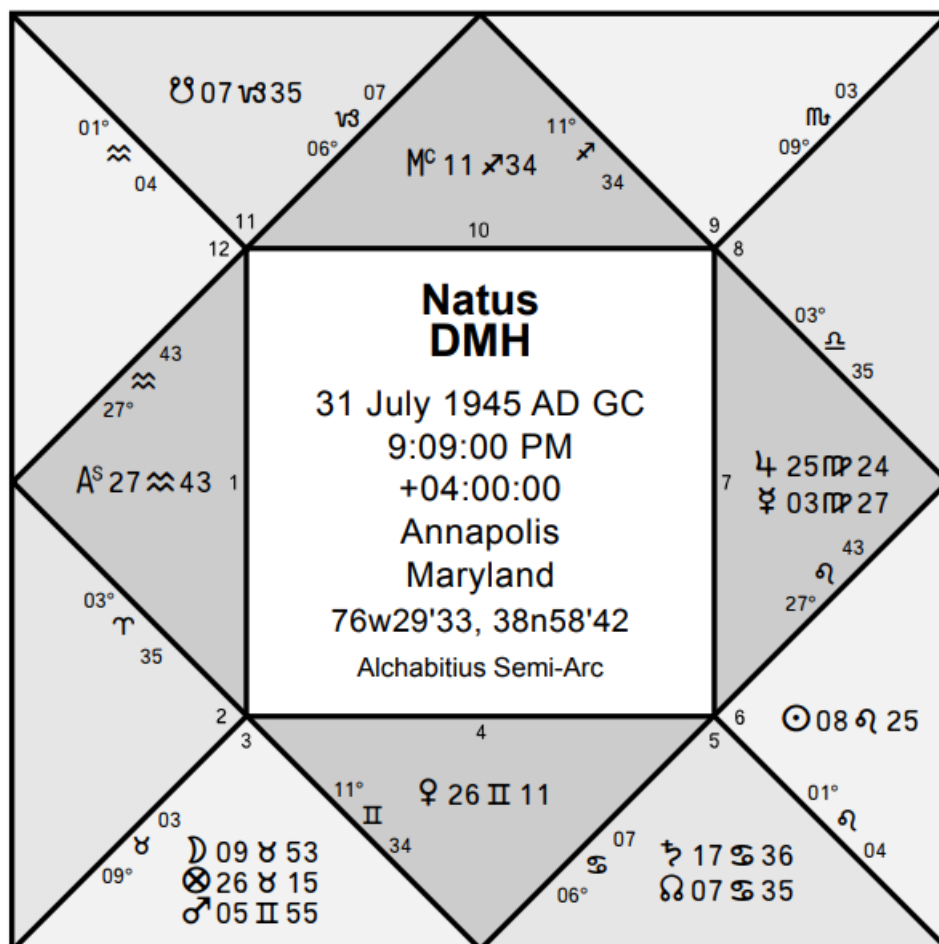 ☋ 07 ♑ 35
07
♑
06°
01°
♒
04
11°
♐
34
M꜀ 11 ♐ 34
03
♏
09°
11
10
9
12
8
Natus
DMH
31 July 1945 AD GC
9:09:00 PM
+04:00:00
Annapolis
Maryland
76w29'33, 38n58'42
Alchabitius Semi-Arc
43
♒
27°
Aˢ 27 ♒ 43
1
03°
♈
35
03°
♎
35
7
♃ 25 ♍ 24
☿ 03 ♍ 27
43
♌
27°
2
3
4
5
6
☉ 08 ♌ 25
01°
♌
04
11°
♊
34
♀ 26 ♊ 11
03
♉
09°
☽ 09 ♉ 53
⊗ 26 ♉ 15
♂ 05 ♊ 55
07
♋
06°
♄ 17 ♋ 36
☊ 07 ♋ 35